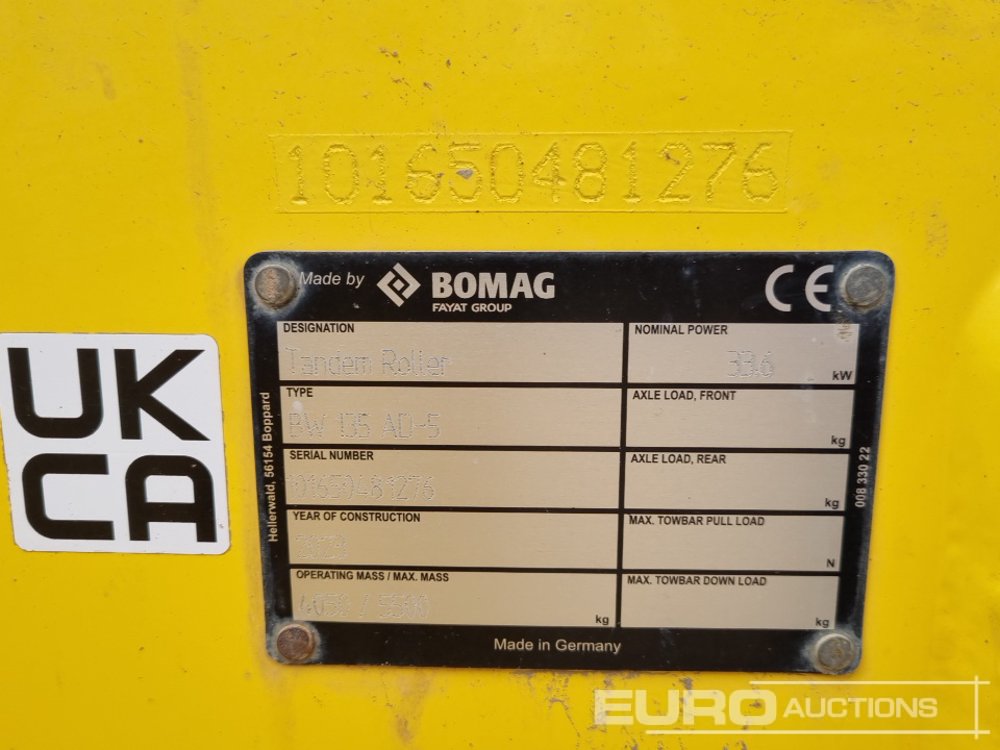 101650481276
Made by BOMAG
FAYAT GROUP
CE
DESIGNATION
Tandem Roller
NOMINAL POWER
33,6
kW
TYPE
BW 135 AD-5
AXLE LOAD, FRONT
kg
SERIAL NUMBER
101650481276
AXLE LOAD, REAR
kg
YEAR OF CONSTRUCTION
2023
MAX. TOWBAR PULL LOAD
N
OPERATING MASS / MAX. MASS
4050 / 5500
kg
MAX. TOWBAR DOWN LOAD
kg
Made in Germany
Hellerwald, 56154 Boppard
008 330 22
UK
CA
EURO AUCTIONS